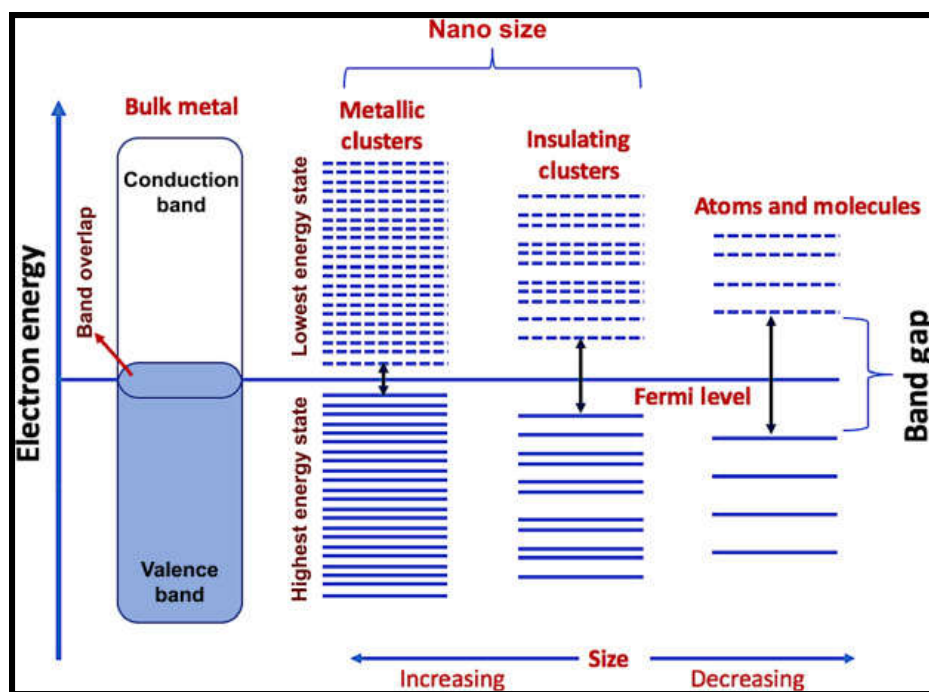 Nano size
Bulk metal
Metallic
clusters
Insulating
clusters
Atoms and molecules
Conduction
band
Valence
band
Band overlap
Electron energy
Lowest energy state
Highest energy state
Fermi level
Band gap
Size
Increasing
Decreasing